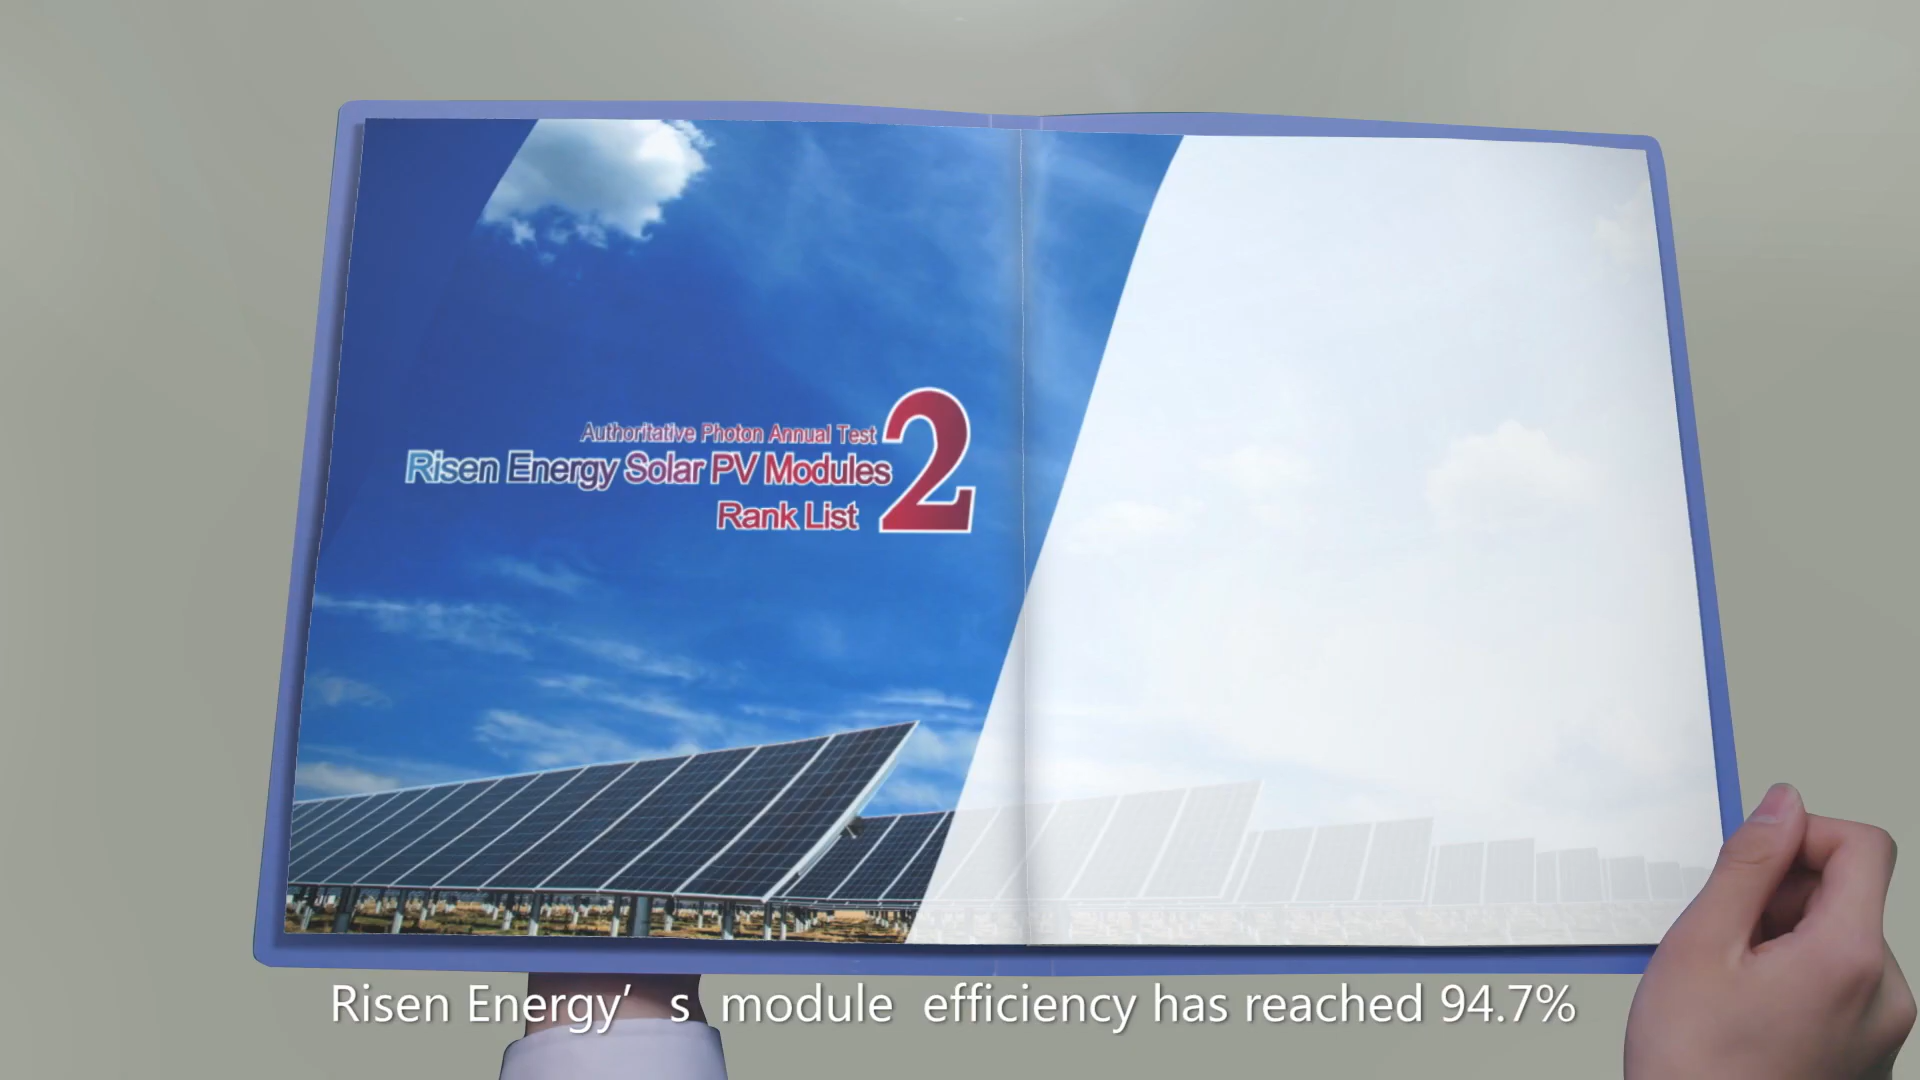 Authoritative Photon Annual Test
Risen Energy Solar PV Modules
Rank List 2
Risen Energy’s module efficiency has reached 94.7%